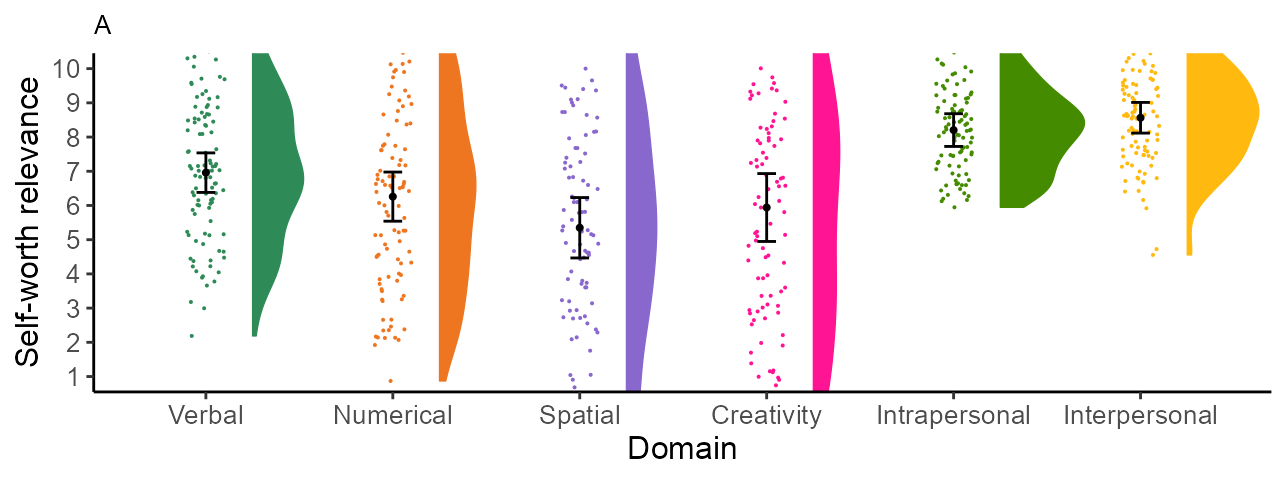 A
Self-worth relevance
10
9
8
7
6
5
4
3
2
1
Verbal Numerical Spatial Creativity Intrapersonal Interpersonal
Domain